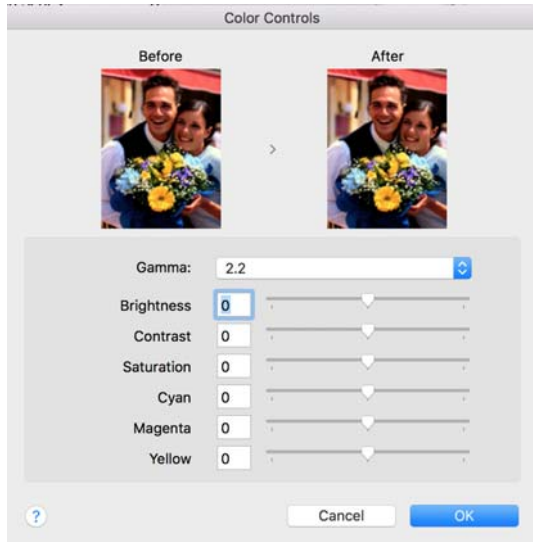 Color Controls
Before After
>
Gamma: 2.2
Brightness 0
Contrast 0
Saturation 0
Cyan 0
Magenta 0
Yellow 0
? Cancel OK